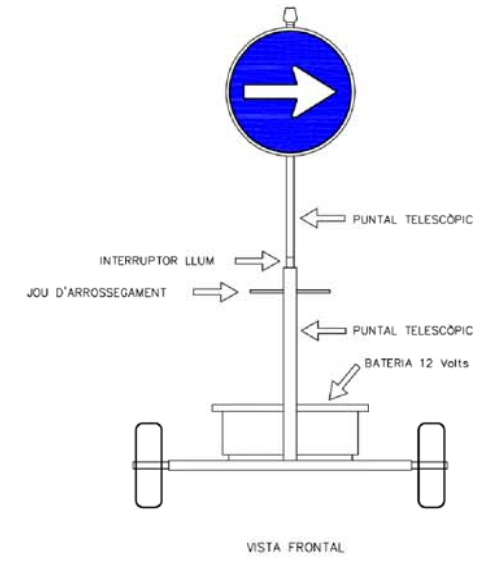 PUNTAL TELESCÒPIC
INTERRUPTOR LLUM
JOU D'ARROSSEGAMENT
PUNTAL TELESCÒPIC
BATERIA 12 Volts
VISTA FRONTAL